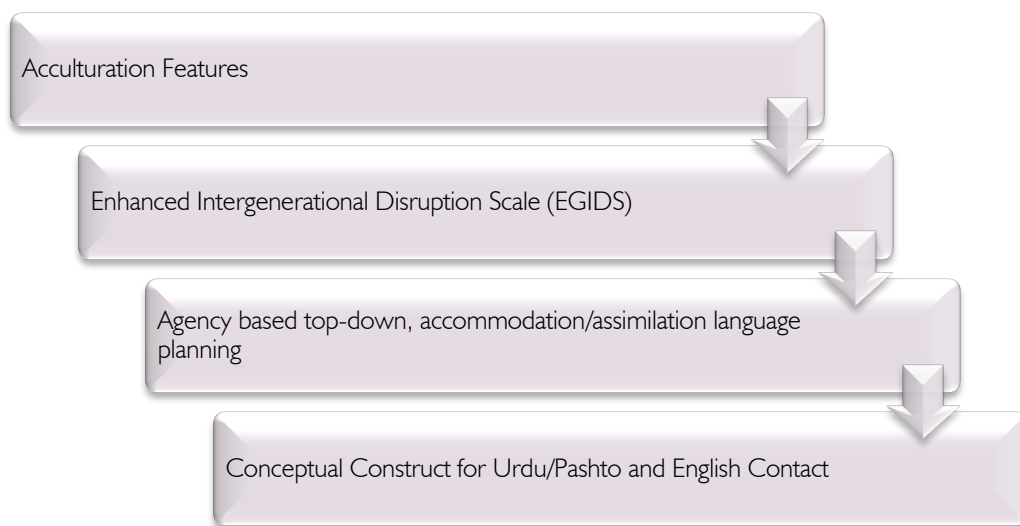 Acculturation Features
Enhanced Intergenerational Disruption Scale (EGIDS)
Agency based top-down, accommodation/assimilation language
planning
Conceptual Construct for Urdu/Pashto and English Contact